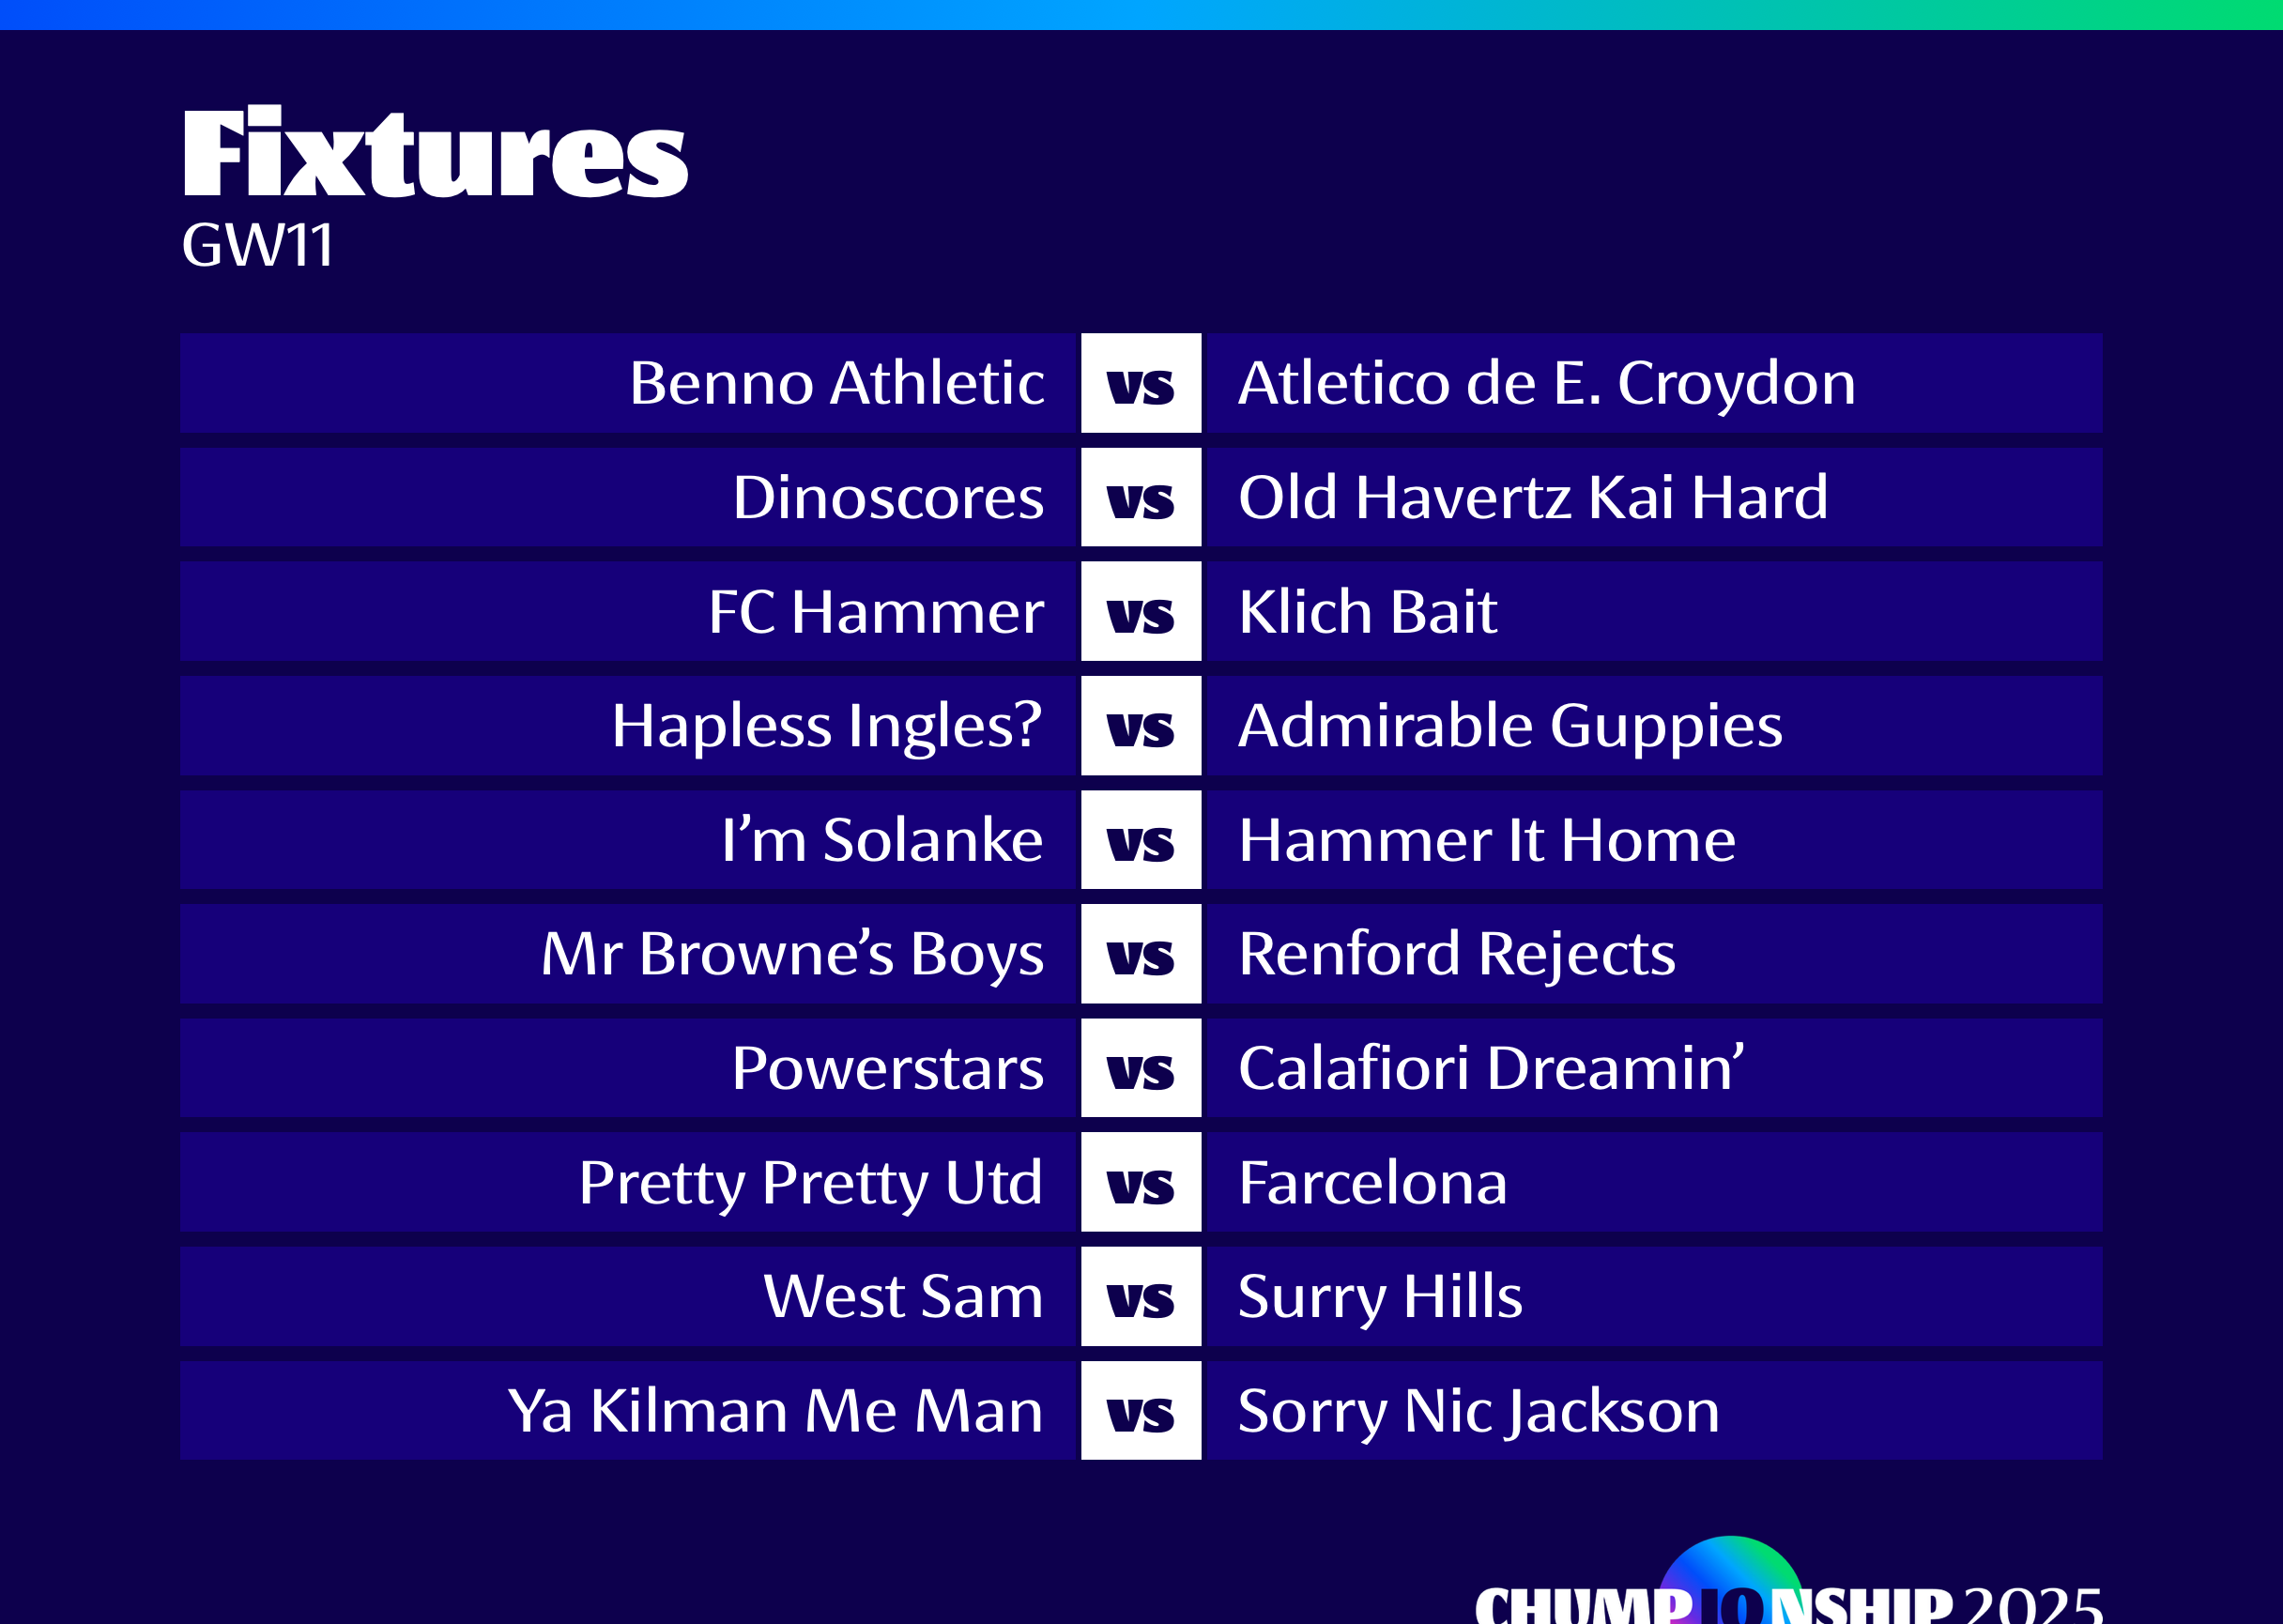 Fixtures
GW11
Benno Athletic vs Atletico de E. Croydon
Dinoscores vs Old Havertz Kai Hard
FC Hammer vs Klich Bait
Hapless Ingles? vs Admirable Guppies
I’m Solanke vs Hammer It Home
Mr Browne’s Boys vs Renford Rejects
Powerstars vs Calafiori Dreamin’
Pretty Pretty Utd vs Farcelona
West Sam vs Surry Hills
Ya Kilman Me Man vs Sorry Nic Jackson
CHUMPIONSHIP 2025